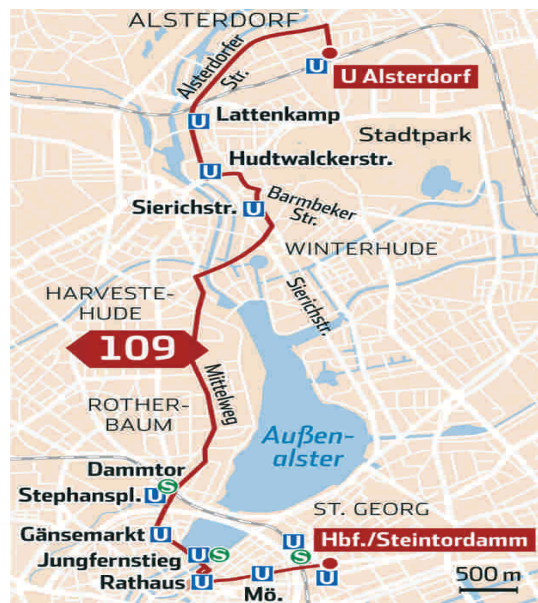 ALSTERDORF
Alsterdorfer
Str.
U
U Alsterdorf
U
Lattenkamp
Stadtpark
U
Hudtwalckerstr.
Sierichstr.
U
Barmbeker
Str.
WINTERHUDE
Sierichstr.
HARVESTE-
HUDE
109
Mittelweg
ROTHER-
BAUM
Außen-
alster
Dammtor
Stephanspl.
U
S
ST. GEORG
Gänsemarkt
U
U
S
Hbf./Steintordamm
Jungfernstieg
U
S
Rathaus
U
U
Mö.
U
500 m